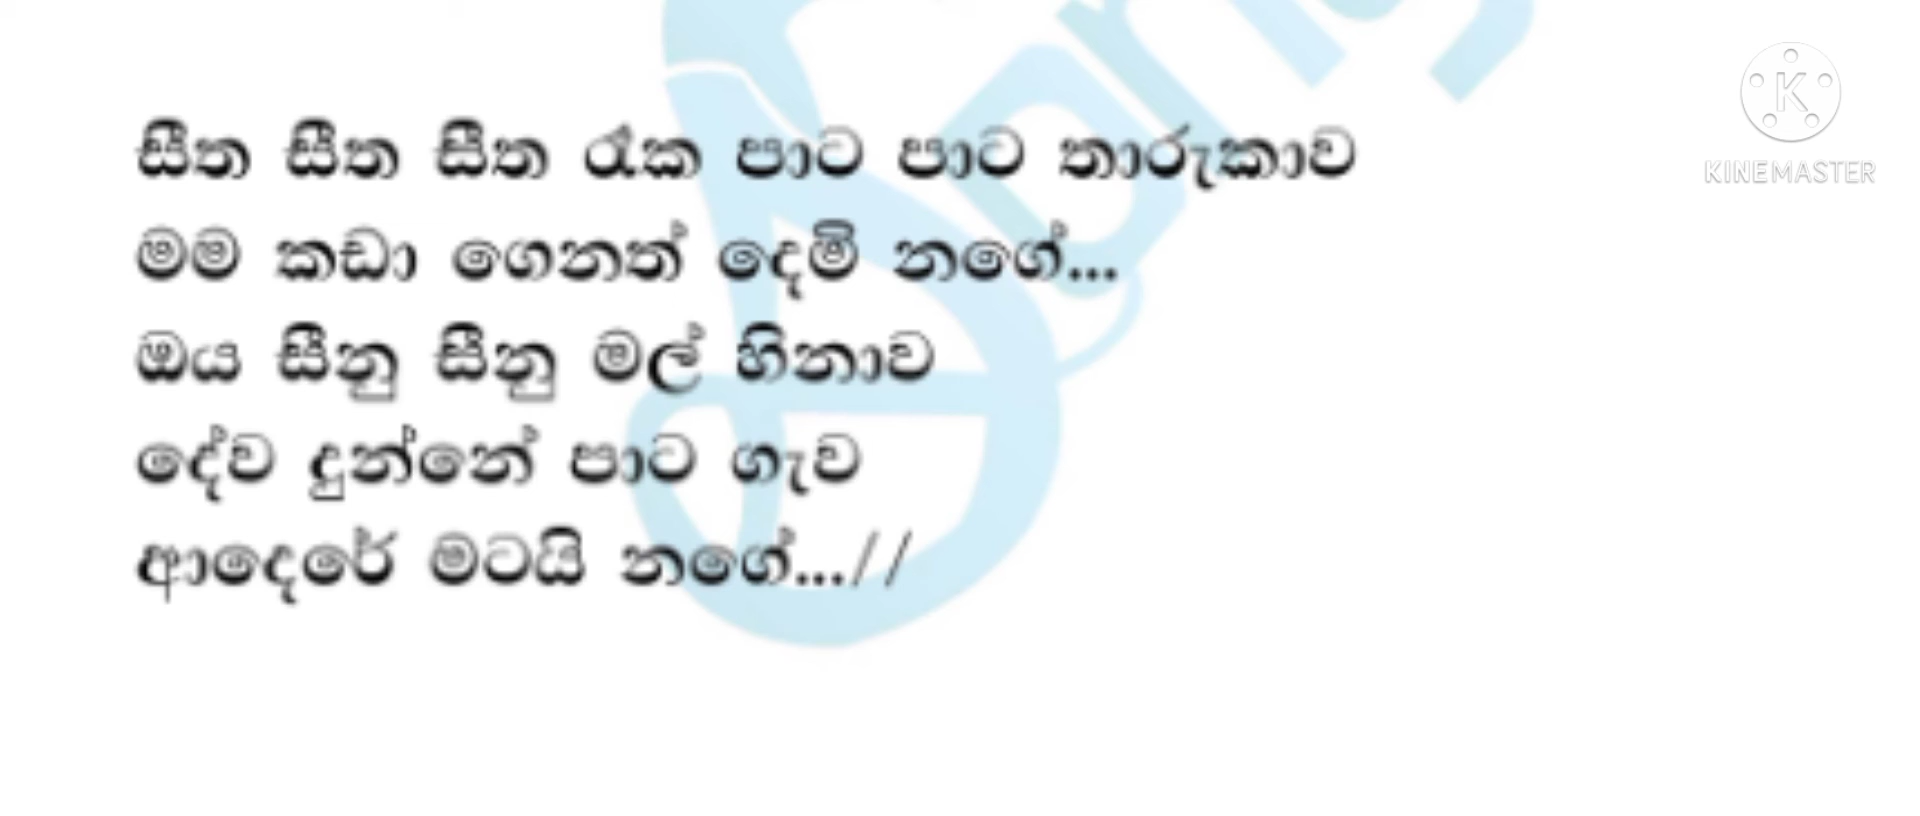 සීත සීත සීත රෑක පාට පාට තාරුකාව
මම කඩා ගෙනත් දෙමි නගේ...
ඔය සීනු සීනු මල් හිනාව
දේව දුන්නේ පාට ගැව
ආදෙරේ මටයි නගේ...//
KINEMASTER